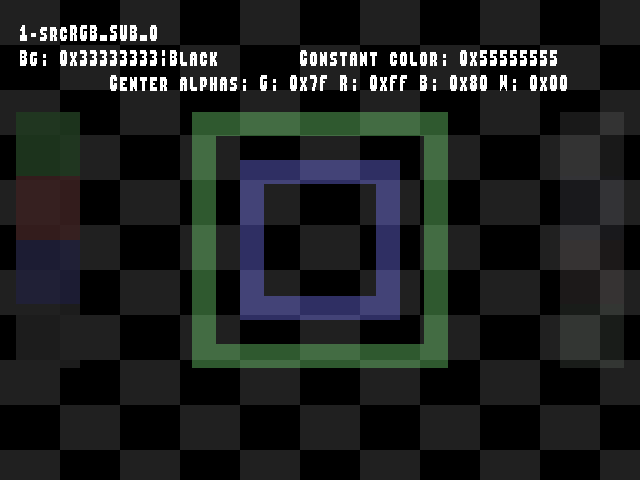 1-srcRGB_SUB_0
Bg: 0x33333333¦Black Constant color: 0x55555555
Center alphas: G: 0x7f R: 0xff B: 0x80 W: 0x00